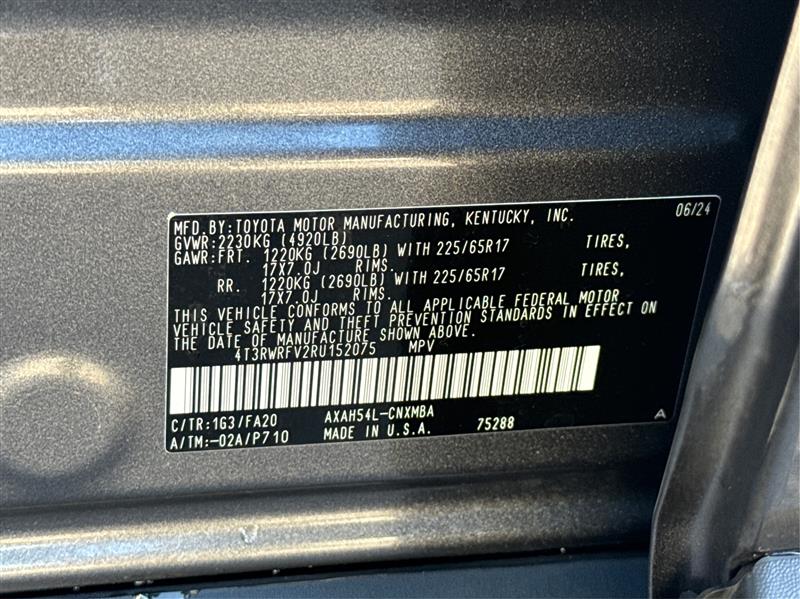 MFD.BY:TOYOTA MOTOR MANUFACTURING, KENTUCKY, INC. 06/24
GVWR:2230KG (4920LB)
GAWR:FRT. 1220KG (2690LB) WITH 225/65R17 TIRES,
17X7.0J RIMS.
RR. 1220KG (2690LB) WITH 225/65R17 TIRES,
17X7.0J RIMS.
THIS VEHICLE CONFORMS TO ALL APPLICABLE FEDERAL MOTOR
VEHICLE SAFETY AND THEFT PREVENTION STANDARDS IN EFFECT ON
THE DATE OF MANUFACTURE SHOWN ABOVE.
4T3RWRFV2RU152075 MPV
C/TR:1G3/FA20 AXAH54L-CNXMBA A
A/TM:-02A/P710 MADE IN U.S.A. 75288